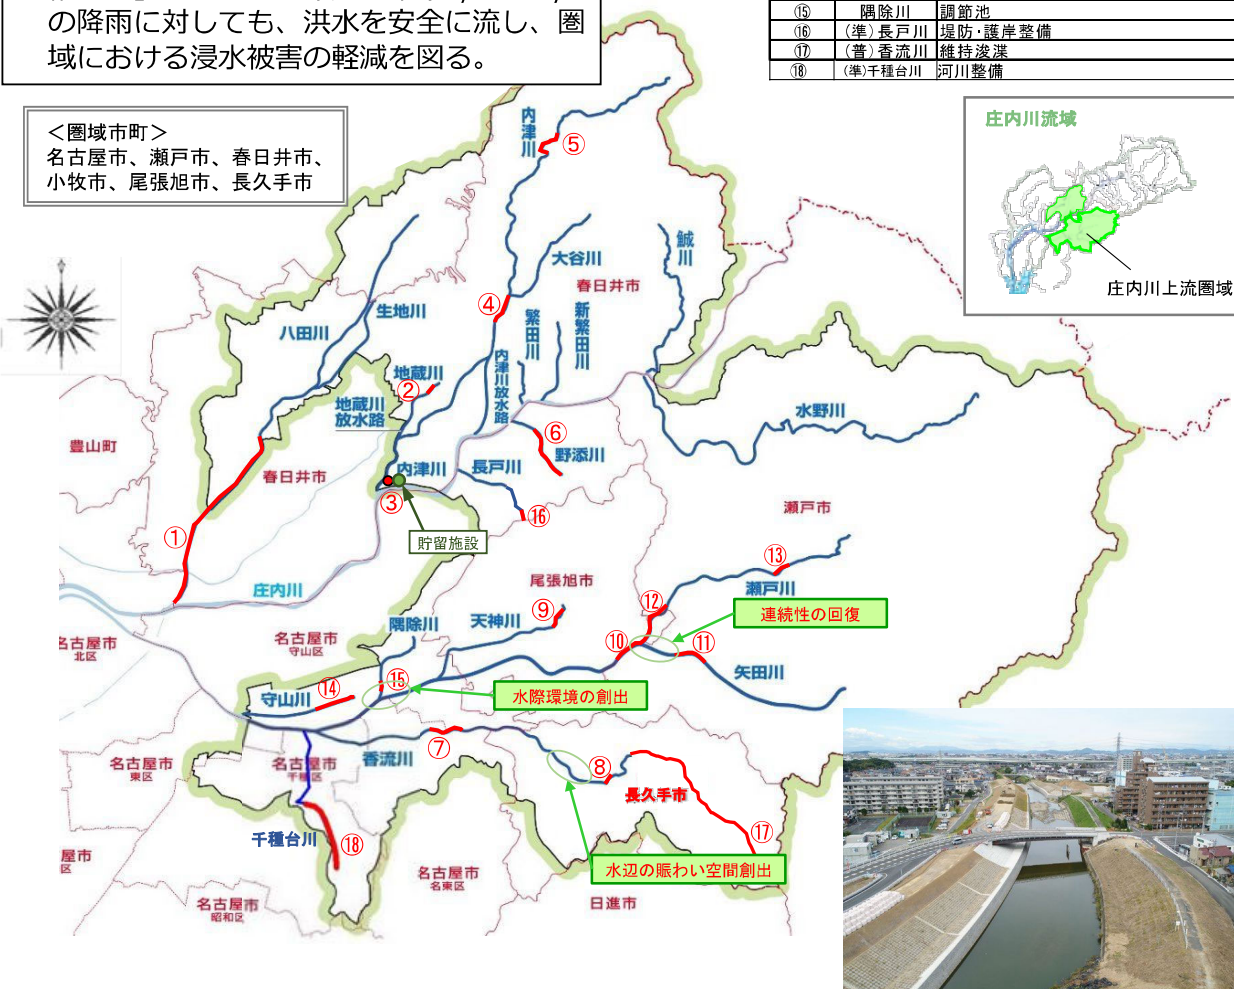 の降雨に対しても、洪水を安全に流し、圏
域における浸水被害の軽減を図る。
⑮ 隅除川 調節池
⑯ (準)長戸川 堤防・護岸整備
⑰ (普)香流川 維持浚渫
⑱ (準)千種台川 河川整備
<圏域市町>
名古屋市、瀬戸市、春日井市、
小牧市、尾張旭市、長久手市
庄内川流域
庄内川上流圏域
内津川
⑤
大谷川
鯎川
春日井市
④
生地川
八田川
繁田川
新繁田川
内津川放水路
地蔵川
②
地蔵川
放水路
水野川
豊山町
春日井市
⑥
野添川
内津川
長戸川
③
⑯
瀬戸市
①
貯留施設
⑬
尾張旭市
瀬戸川
庄内川
⑫
⑨
連続性の回復
天神川
隅除川
名古屋市
守山区
名古屋市
北区
⑩
⑪
矢田川
⑮
⑭
守山川
水際環境の創出
⑦
香流川
名古屋市
東区
名古屋市
千種区
⑧
長久手市
⑰
千種台川
⑱
屋市
区
水辺の賑わい空間創出
名古屋市
名東区
名古屋市
昭和区
日進市